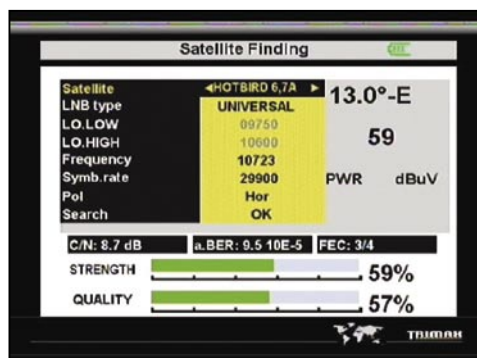 Satellite Finding
Satellite ◄HOTBIRD 6,7A ► 13.0°-E
LNB type UNIVERSAL
LO.LOW 09750 59
LO.HIGH 10600
Frequency 10723
Symb.rate 29900 PWR dBuV
Pol Hor
Search OK
C/N: 8.7 dB a.BER: 9.5 10E-5 FEC: 3/4
STRENGTH 59%
QUALITY 57%
TRIMAX